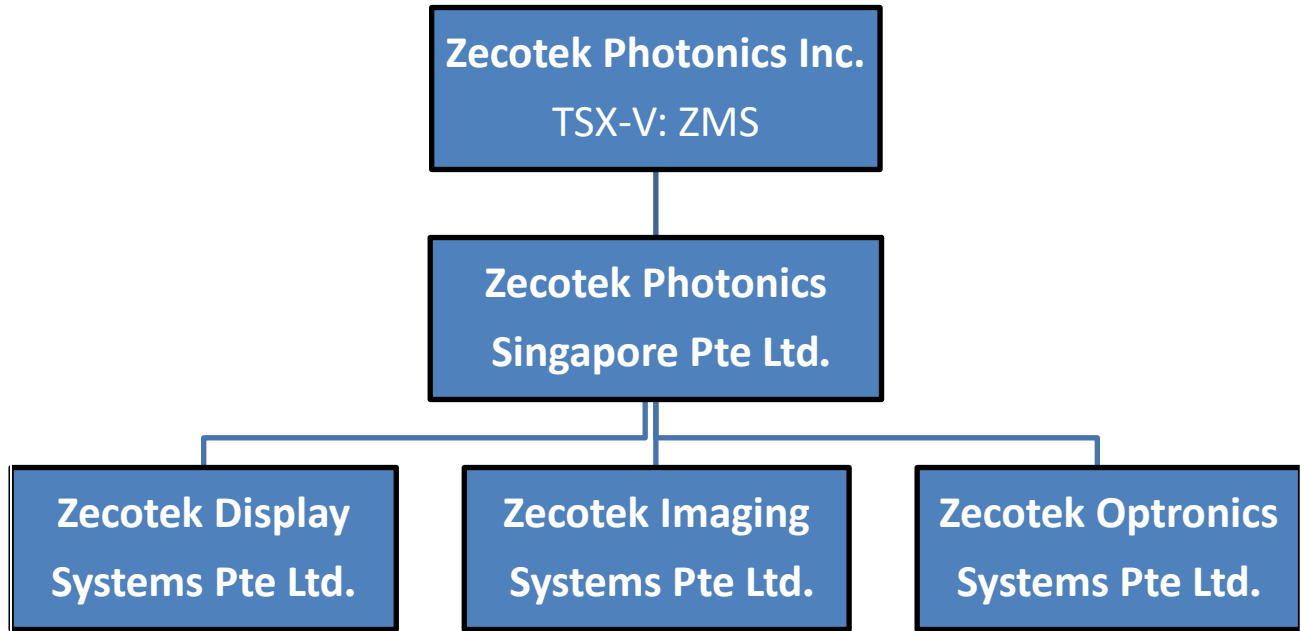 Zecotek Photonics Inc.
TSX-V: ZMS
Zecotek Photonics
Singapore Pte Ltd.
Zecotek Display
Systems Pte Ltd.
Zecotek Imaging
Systems Pte Ltd.
Zecotek Optronics
Systems Pte Ltd.